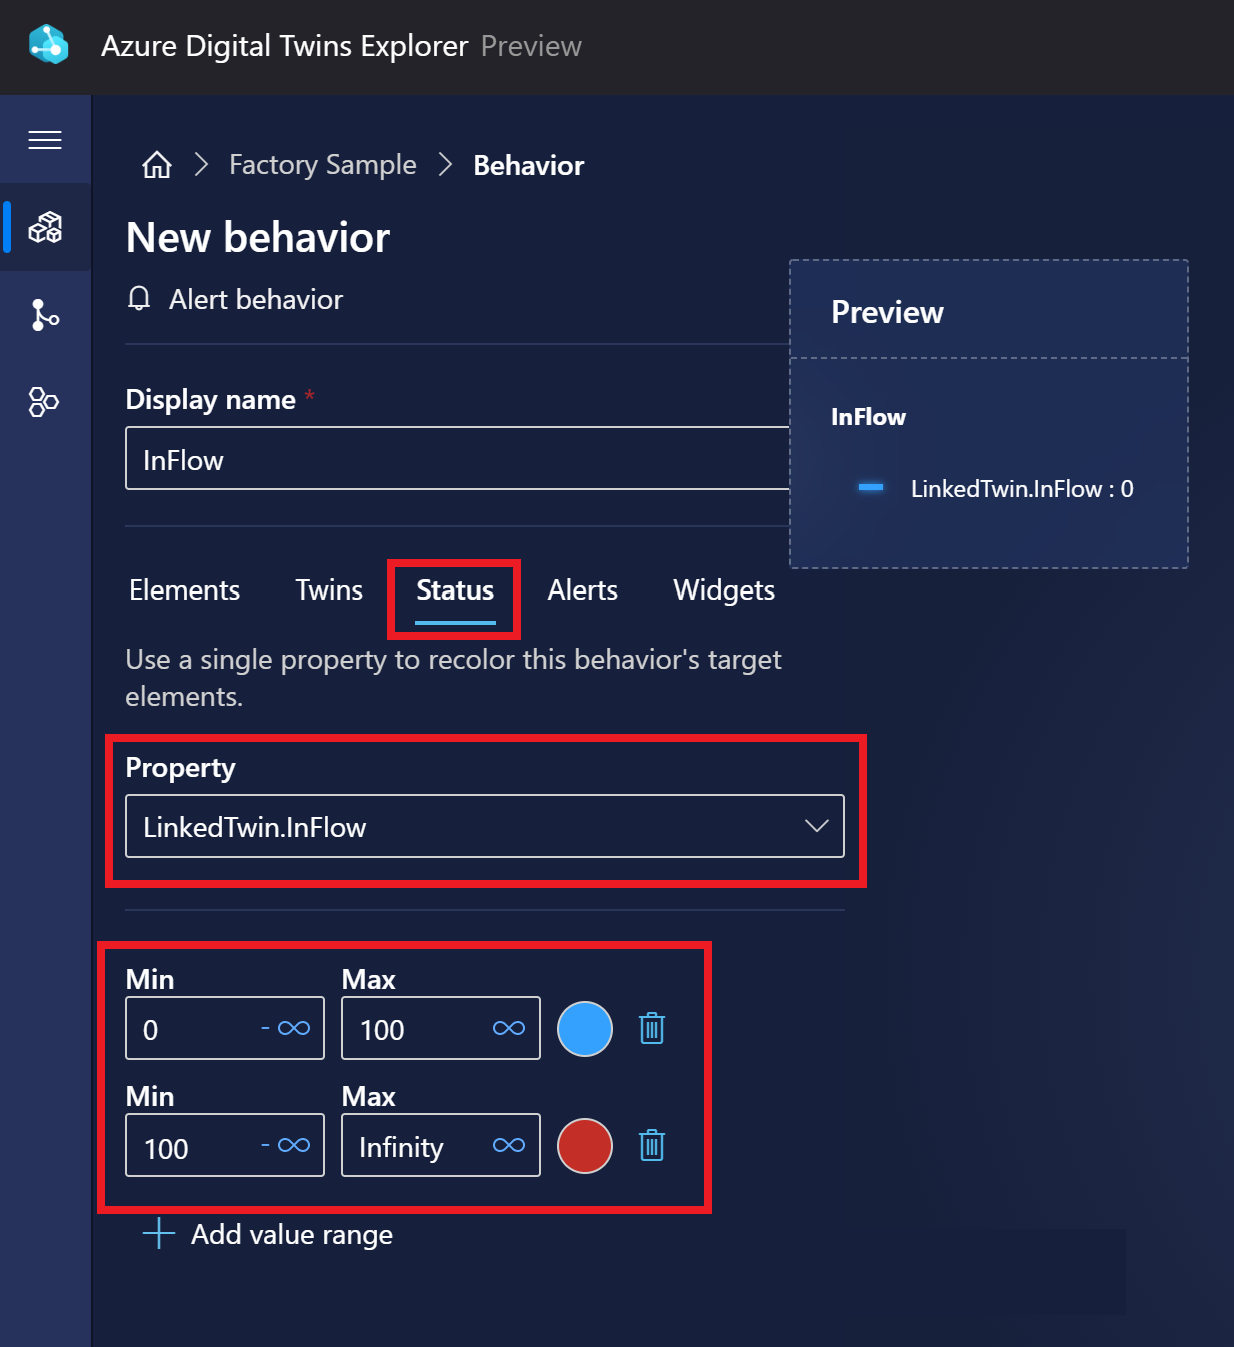 Azure Digital Twins Explorer Preview
Factory Sample
Behavior
New behavior
Alert behavior
Display name *
InFlow
Preview
InFlow
LinkedTwin.InFlow : 0
Elements Twins Status Alerts Widgets
Use a single property to recolor this behavior's target
elements.
Property
LinkedTwin.InFlow
Min Max
0 -∞ 100 ∞
Min Max
100 -∞ Infinity ∞
Add value range